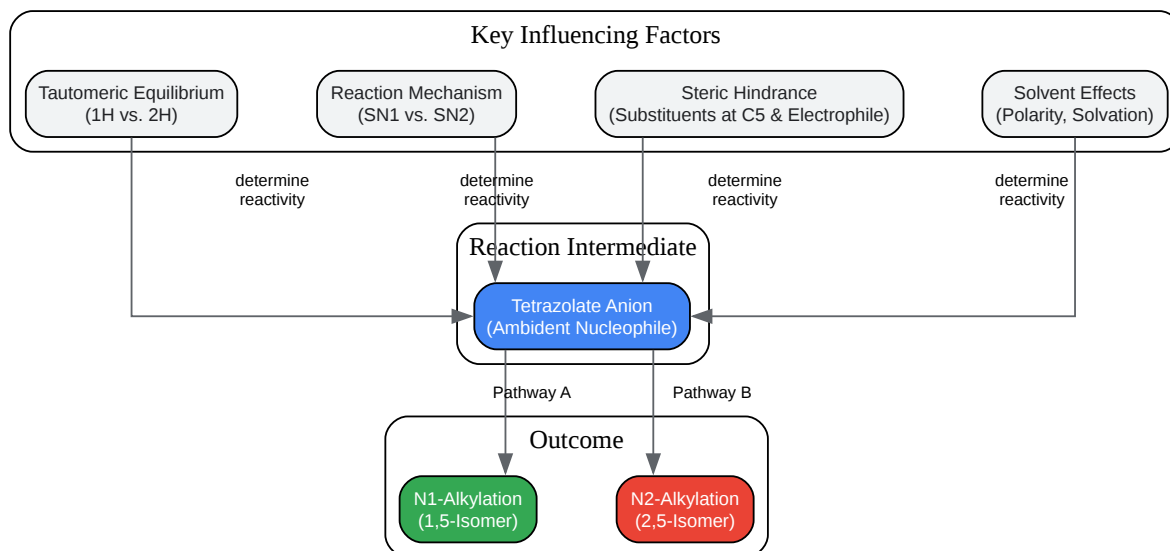 Key Influencing Factors
Tautomeric Equilibrium
(1H vs. 2H)
Reaction Mechanism
(SN1 vs. SN2)
Steric Hindrance
(Substituents at C5 & Electrophile)
Solvent Effects
(Polarity, Solvation)
determine
reactivity
determine
reactivity
determine
reactivity
determine
reactivity
Reaction Intermediate
Tetrazolate Anion
(Ambident Nucleophile)
Pathway A
Pathway B
Outcome
N1-Alkylation
(1,5-Isomer)
N2-Alkylation
(2,5-Isomer)